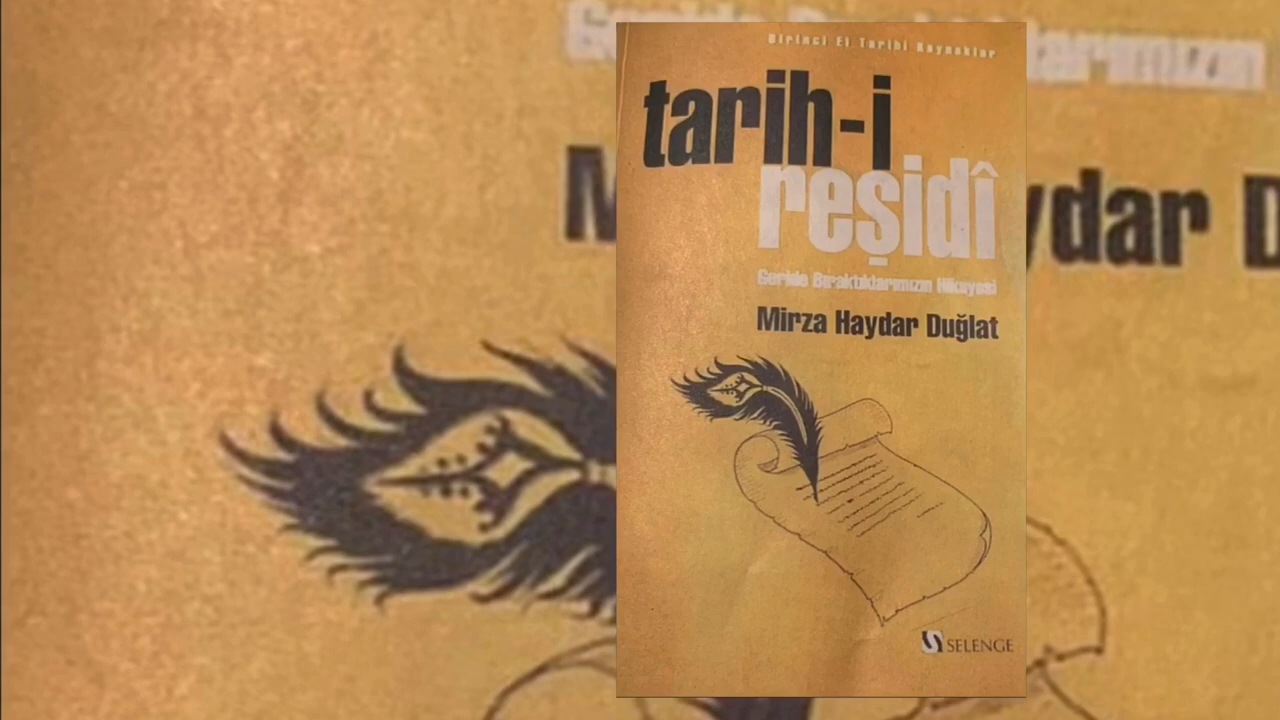 Birinci El Tarihi Kaynaklar
tarih-i
reşidî
Geride Bıraktıklarımızın Hikayesi
Mirza Haydar Duğlat
SELENGE